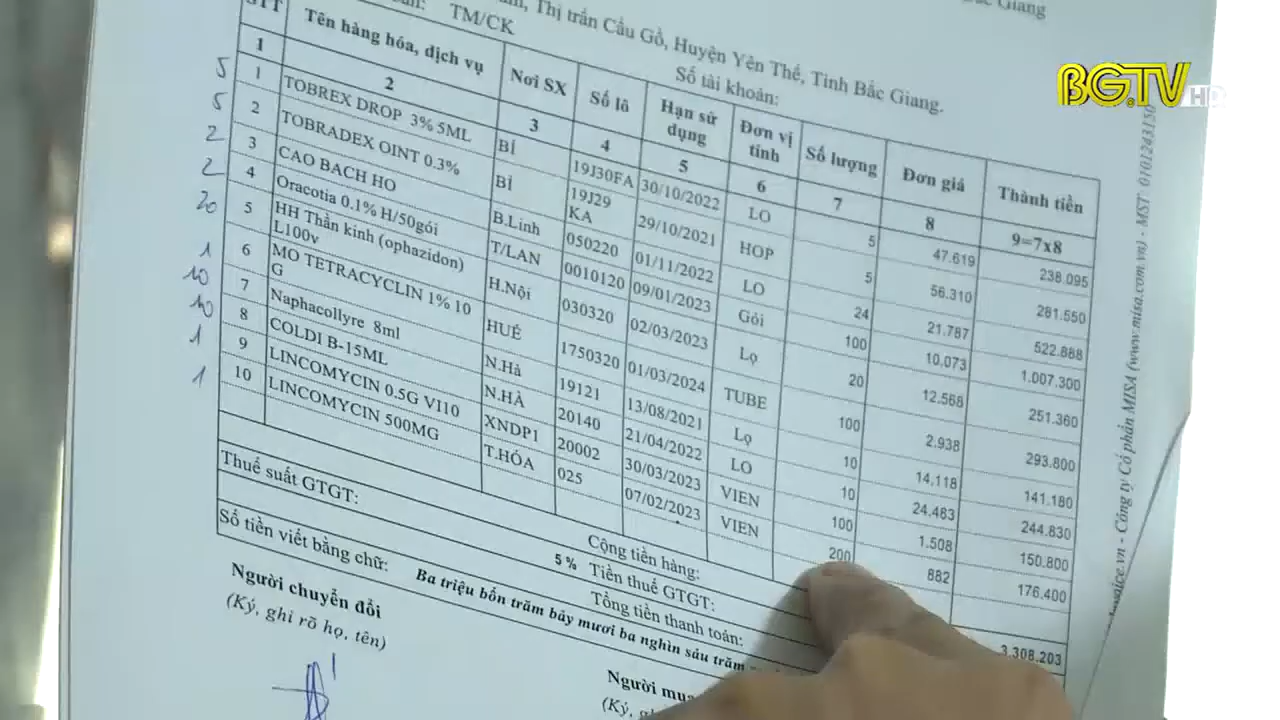 Bắc Giang
Thị trấn Cầu Gồ, Huyện Yên Thế, Tỉnh Bắc Giang.
TM/CK
Số tài khoản:
BGTV HD
STT Tên hàng hóa, dịch vụ Nơi SX Số lô Hạn sử dụng Đơn vị tính Số lượng Đơn giá Thành tiền
1 2 3 4 5 6 7 8 9=7x8
5 1 TOBREX DROP 3% 5ML BỈ 19J30FA 30/10/2022 LO 5 47.619 238.095
5 2 TOBRADEX OINT 0.3% BỈ 19J29 KA 29/10/2021 HOP 5 56.310 281.550
2 3 CAO BACH HO B.Linh 050220 01/11/2022 LO 24 21.787 522.888
2 4 Oracotia 0.1% H/50gói T/LAN 0010120 09/01/2023 Gói 100 10.073 1.007.300
20 5 HH Thần kinh (ophazidon) L100v H.Nội 030320 02/03/2023 Lọ 20 12.568 251.360
1 6 MO TETRACYCLIN 1% 10 G HUẾ 1750320 01/03/2024 TUBE 100 2.938 293.800
10 7 Naphacollyre 8ml N.Hà 19121 13/08/2021 Lọ 10 14.118 141.180
10 8 COLDI B-15ML N.HÀ 20140 21/04/2022 LO 10 24.483 244.830
1 9 LINCOMYCIN 0.5G VI10 XNDP1 20002 30/03/2023 VIEN 100 1.508 150.800
1 10 LINCOMYCIN 500MG T.HÓA 025 07/02/2023 VIEN 200 882 176.400
Cộng tiền hàng: 3.308.203
Thuế suất GTGT: 5 % Tiền thuế GTGT:
Tổng tiền thanh toán:
Số tiền viết bằng chữ: Ba triệu bốn trăm bảy mươi ba nghìn sáu trăm
Người chuyển đổi
(Ký, ghi rõ họ, tên)
Người mua
(Ký,
- Công ty Cổ phần MISA (www.misa.com.vn) - MST: